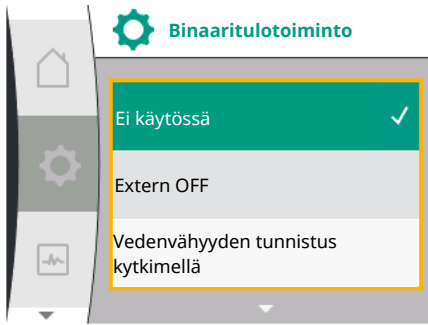 Binaaritulotoiminto
Ei käytössä
Extern OFF
Vedenvähyyden tunnistus
kytkimellä